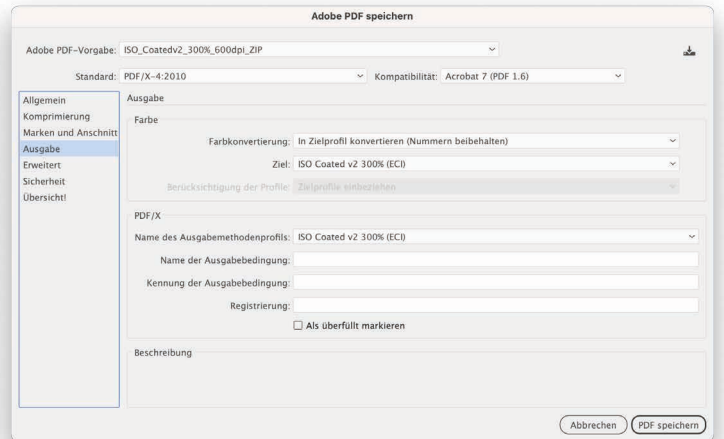 Adobe PDF speichern
Adobe PDF-Vorgabe: ISO_Coatedv2_300%_600dpi_ZIP
Standard: PDF/X-4:2010 Kompatibilität: Acrobat 7 (PDF 1.6)
Allgemein
Komprimierung
Marken und Anschnitt
Ausgabe
Erweitert
Sicherheit
Übersicht!
Ausgabe
Farbe
Farbkonvertierung: In Zielprofil konvertieren (Nummern beibehalten)
Ziel: ISO Coated v2 300% (ECI)
Berücksichtigung der Profile: Zielprofile einbeziehen
PDF/X
Name des Ausgabemethodenprofils: ISO Coated v2 300% (ECI)
Name der Ausgabebedingung:
Kennung der Ausgabebedingung:
Registrierung:
Als überfüllt markieren
Beschreibung
Abbrechen PDF speichern